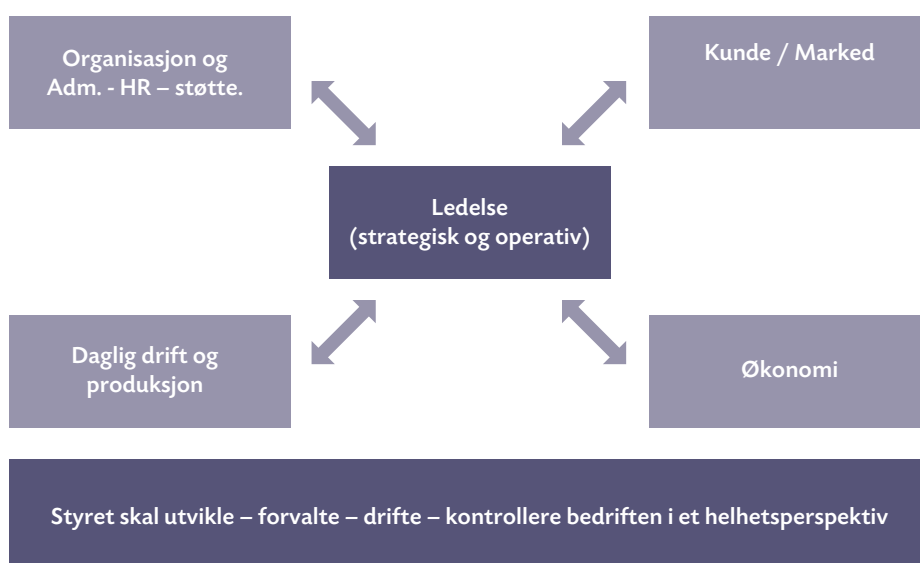 Organisasjon og
Adm. - HR – støtte.
Kunde / Marked
Ledelse
(strategisk og operativ)
Daglig drift og
produksjon
Økonomi
Styret skal utvikle – forvalte – drifte – kontrollere bedriften i et helhetsperspektiv